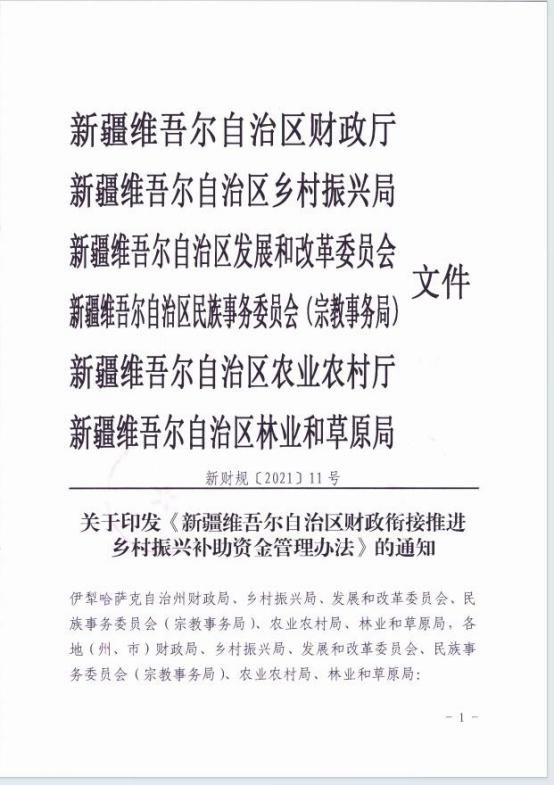 新疆维吾尔自治区财政厅
新疆维吾尔自治区乡村振兴局
新疆维吾尔自治区发展和改革委员会
新疆维吾尔自治区民族事务委员会（宗教事务局）
新疆维吾尔自治区农业农村厅
新疆维吾尔自治区林业和草原局
文件
新财规〔2021〕11号
关于印发《新疆维吾尔自治区财政衔接推进
乡村振兴补助资金管理办法》的通知
伊犁哈萨克自治州财政局、乡村振兴局、发展和改革委员会、民
族事务委员会（宗教事务局）、农业农村局、林业和草原局，各
地（州、市）财政局、乡村振兴局、发展和改革委员会、民族事
务委员会（宗教事务局）、农业农村局、林业和草原局：
- 1 -